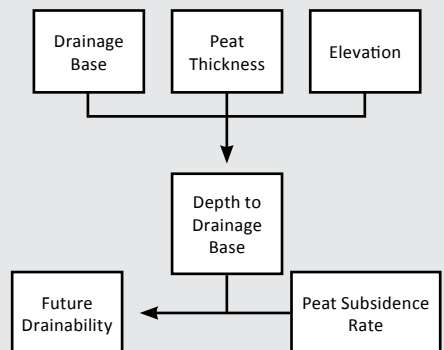 Drainage
Base
Peat
Thickness
Elevation
Depth to
Drainage
Base
Future
Drainability
Peat Subsidence
Rate